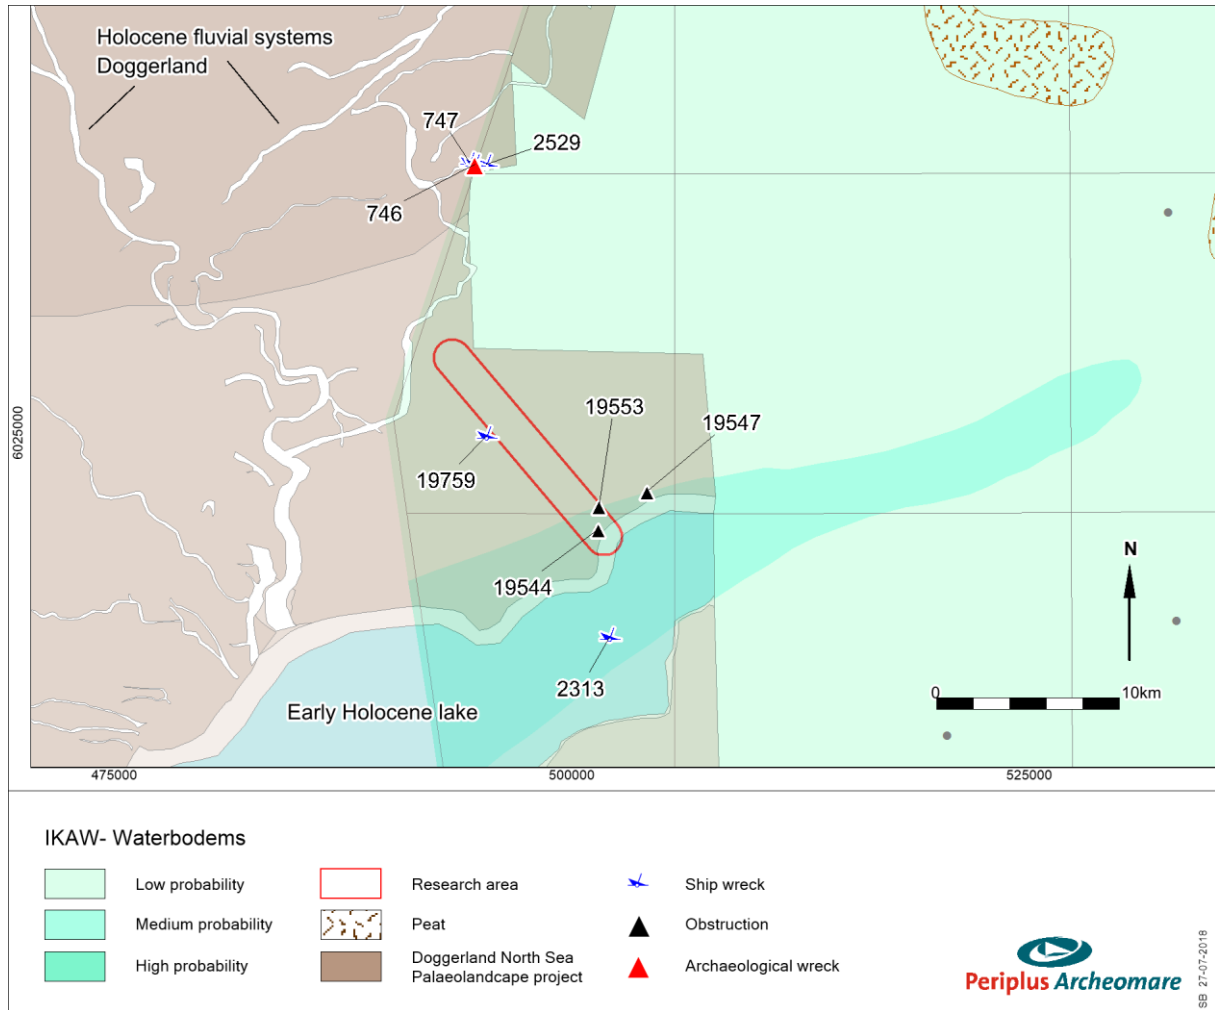 Holocene fluvial systems
Doggerland
747
2529
746
6025000
19553
19547
19759
19544
2313
N
0
10km
Early Holocene lake
475000
500000
525000
IKAW- Waterbodems
Low probability
Medium probability
High probability
Research area
Peat
Doggerland North Sea
Palaeolandcape project
Ship wreck
Obstruction
Archaeological wreck
Periplus Archeomare
SB 27-07-2018